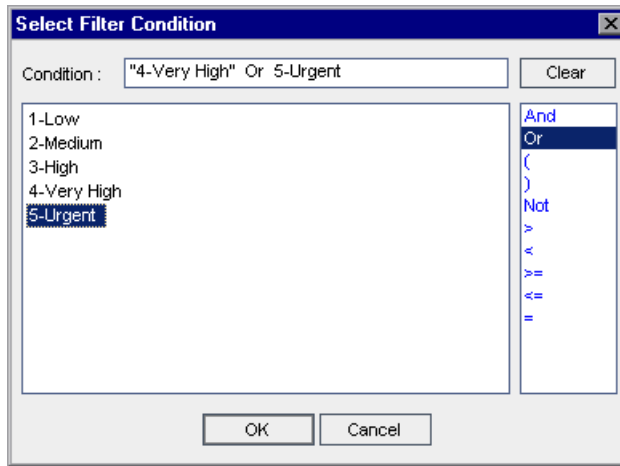 Select Filter Condition
Condition : "4-Very High" Or 5-Urgent Clear
1-Low
2-Medium
3-High
4-Very High
5-Urgent
And
Or
(
)
Not
>
<
>=
<=
=
OK Cancel